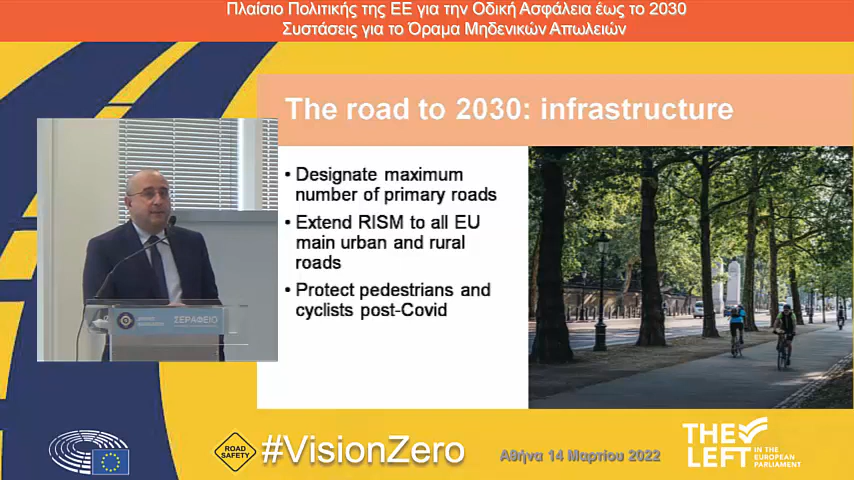 Πλαίσιο Πολιτικής της ΕΕ για την Οδική Ασφάλεια έως το 2030
Συστάσεις για το Όραμα Μηδενικών Απωλειών
The road to 2030: infrastructure
• Designate maximum
number of primary roads
• Extend RISM to all EU
main urban and rural
roads
• Protect pedestrians and
cyclists post-Covid
ΣΕΡΑΦΕΙΟ
ROAD
SAFETY
#VisionZero
Αθήνα 14 Μαρτίου 2022
THE
LEFT
IN THE
EUROPEAN
PARLIAMENT